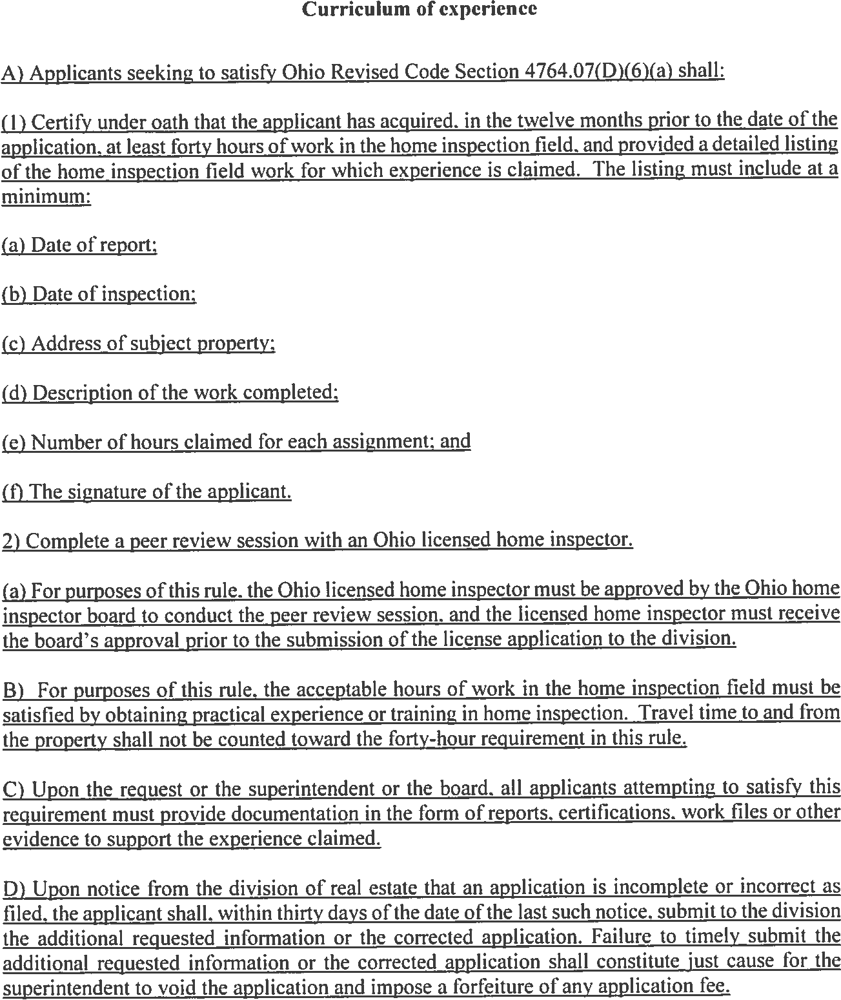 Curriculum of experience
A) Applicants seeking to satisfy Ohio Revised Code Section 4764.07(D)(6)(a) shall:
(1) Certify under oath that the applicant has acquired, in the twelve months prior to the date of the
application, at least forty hours of work in the home inspection field, and provided a detailed listing
of the home inspection field work for which experience is claimed. The listing must include at a
minimum:
(a) Date of report;
(b) Date of inspection;
(c) Address of subject property;
(d) Description of the work completed;
(e) Number of hours claimed for each assignment; and
(f) The signature of the applicant.
2) Complete a peer review session with an Ohio licensed home inspector.
(a) For purposes of this rule, the Ohio licensed home inspector must be approved by the Ohio home
inspector board to conduct the peer review session, and the licensed home inspector must receive
the board's approval prior to the submission of the license application to the division.
B) For purposes of this rule, the acceptable hours of work in the home inspection field must be
satisfied by obtaining practical experience or training in home inspection. Travel time to and from
the property shall not be counted toward the forty-hour requirement in this rule.
C) Upon the request or the superintendent or the board, all applicants attempting to satisfy this
requirement must provide documentation in the form of reports, certifications, work files or other
evidence to support the experience claimed.
D) Upon notice from the division of real estate that an application is incomplete or incorrect as
filed, the applicant shall, within thirty days of the date of the last such notice, submit to the division
the additional requested information or the corrected application. Failure to timely submit the
additional requested information or the corrected application shall constitute just cause for the
superintendent to void the application and impose a forfeiture of any application fee.